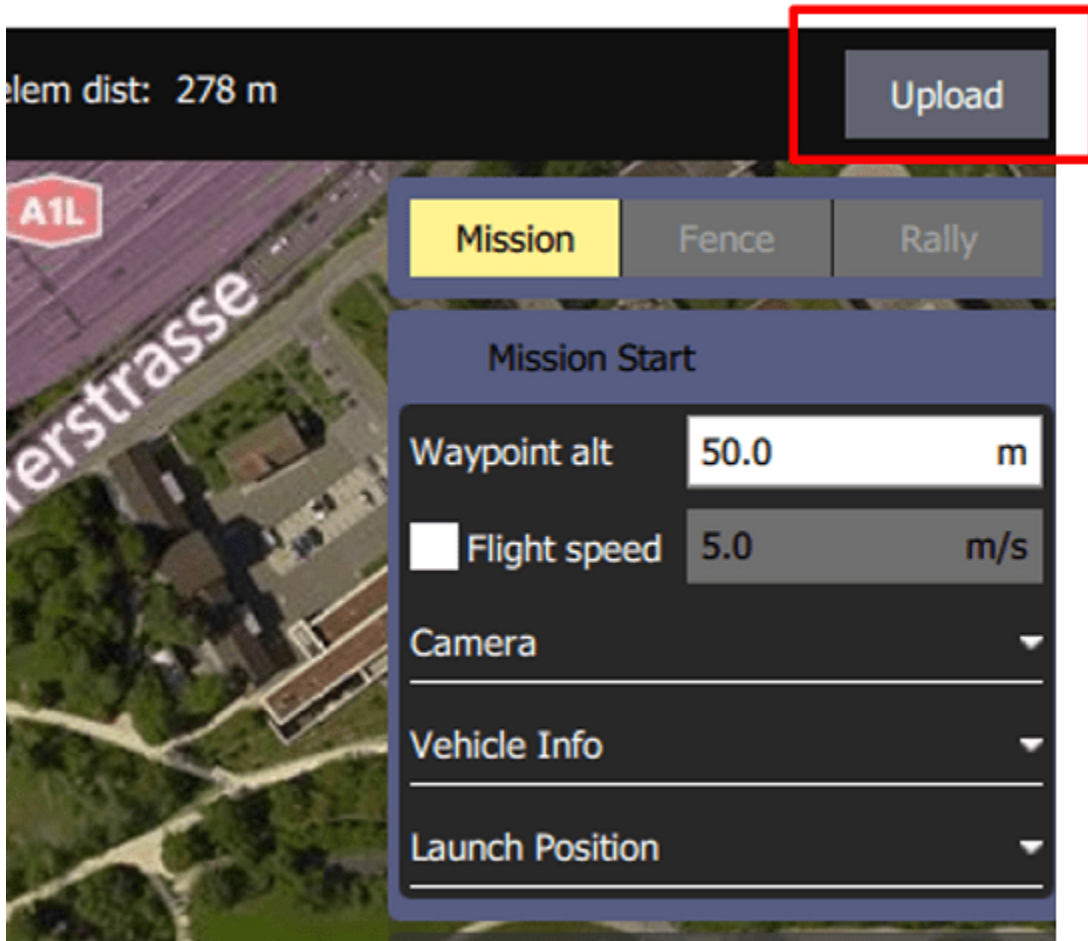 elem dist: 278 m
Upload
A1L
Mission Fence Rally
rerstrasse
Mission Start
Waypoint alt 50.0 m
Flight speed 5.0 m/s
Camera
Vehicle Info
Launch Position